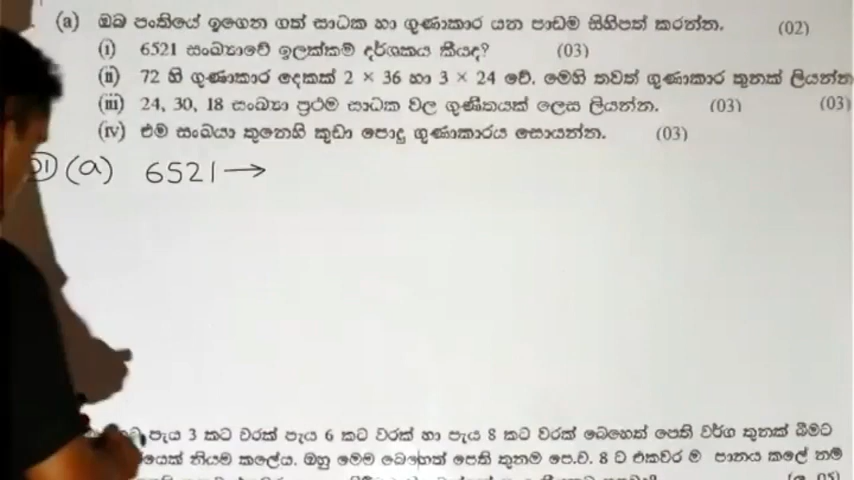 (a) ඔබ පංතියේ ඉගෙන ගත් සාධක හා ගුණාකාර යන පාඩම සිහිපත් කරන්න. (02)
(i) 6521 සංඛ්‍යාවේ ඉලක්කම් දර්ශකය කීයද? (03)
(ii) 72 හි ගුණාකාර දෙකක් 2 × 36 හා 3 × 24 වේ. මෙහි තවත් ගුණාකාර තුනක් ලියන්න (03)
(iii) 24, 30, 18 සංඛ්‍යා ප්‍රථම සාධක වල ගුණිතයක් ලෙස ලියන්න. (03)
(iv) එම සංඛයා තුනෙහි කුඩා පොදු ගුණාකාරය සොයන්න. (03)
01 (a) 6521 →
පැය 3 කට වරක් පැය 6 කට වරක් හා පැය 8 කට වරක් බෙහෙත් පෙති වර්ග තුනක් බීමට
නියම කලේය. ඔහු මෙම බෙහෙත් පෙති තුනම පෙ.ව. 8 ට එකවර ම පානය කලේ නම්